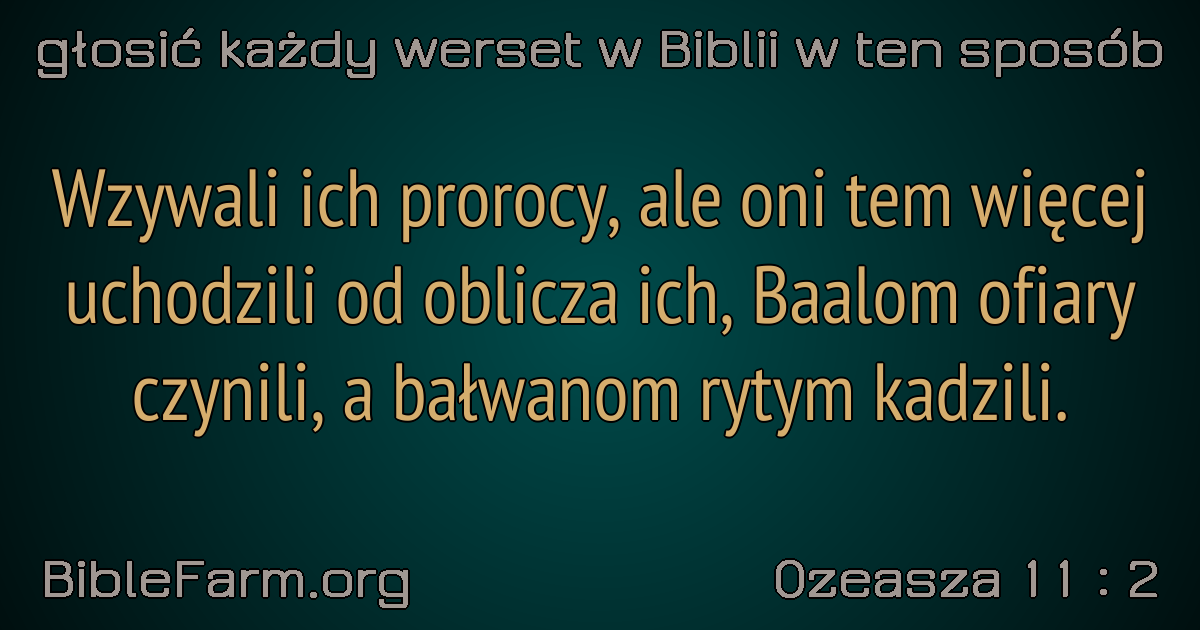 głosić każdy werset w Biblii w ten sposób
Wzywali ich prorocy, ale oni tem więcej
uchodzili od oblicza ich, Baalom ofiary
czynili, a bałwanom rytym kadzili.
BibleFarm.org
Ozeasza 11 : 2